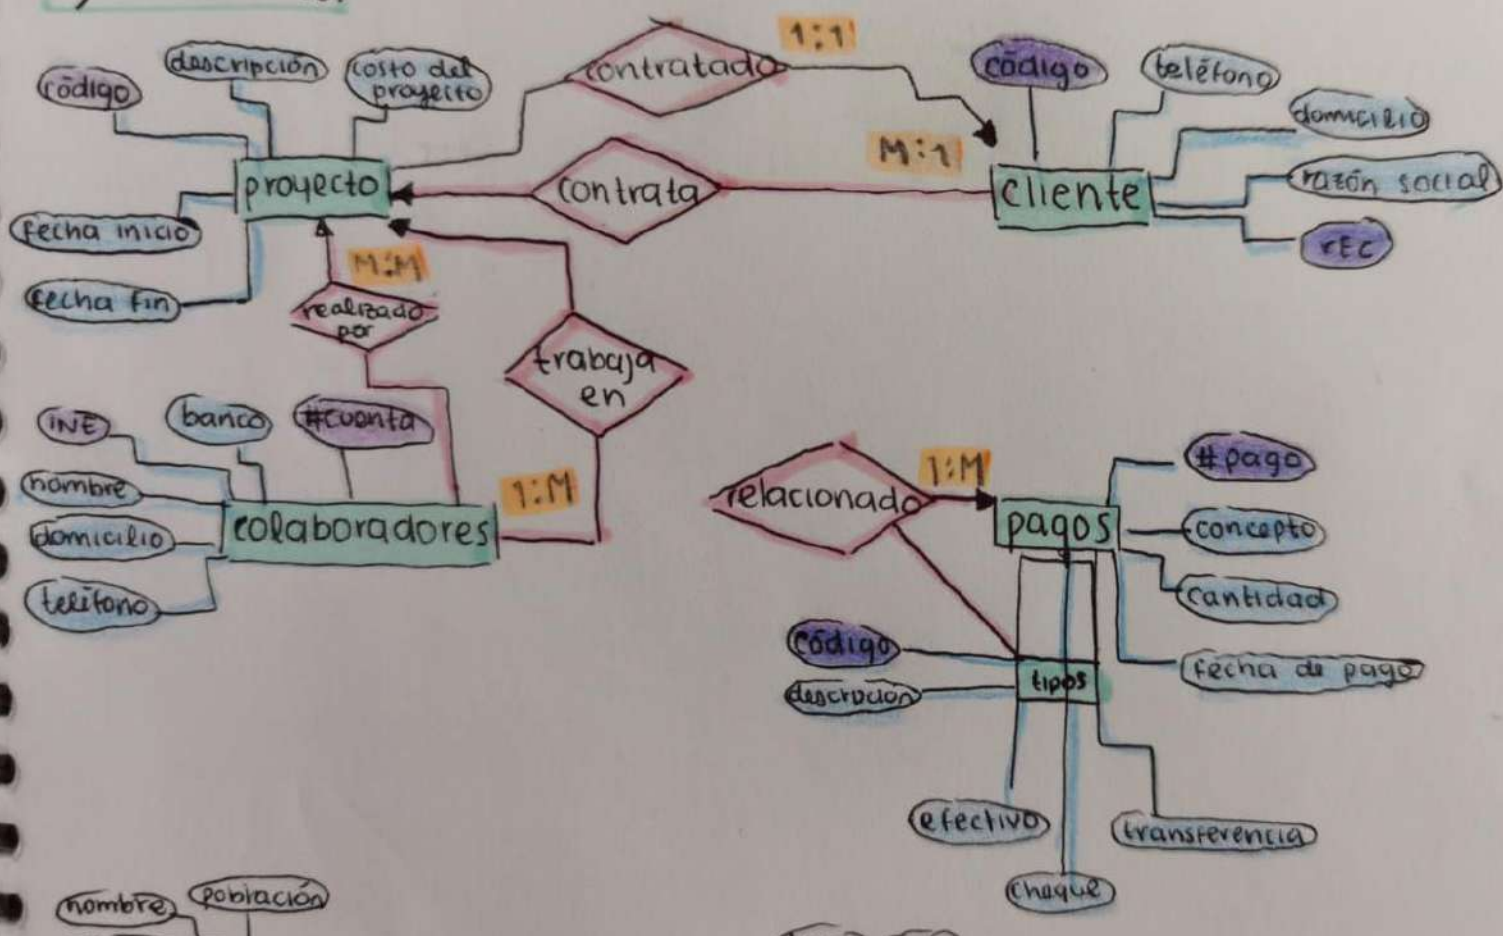 código
descripción
costo del
proyecto
contratado
1:1
código
teléfono
domicilio
razón social
rFC
proyecto
contrata
M:1
cliente
fecha inicio
fecha fin
M:M
realizado
por
trabaja
en
INE
banco
#cuenta
nombre
domicilio
teléfono
colaboradores
1:M
relacionado
1:M
pagos
#pago
concepto
cantidad
fecha de pago
código
tipos
efectivo
transferencia
cheque
nombre
población